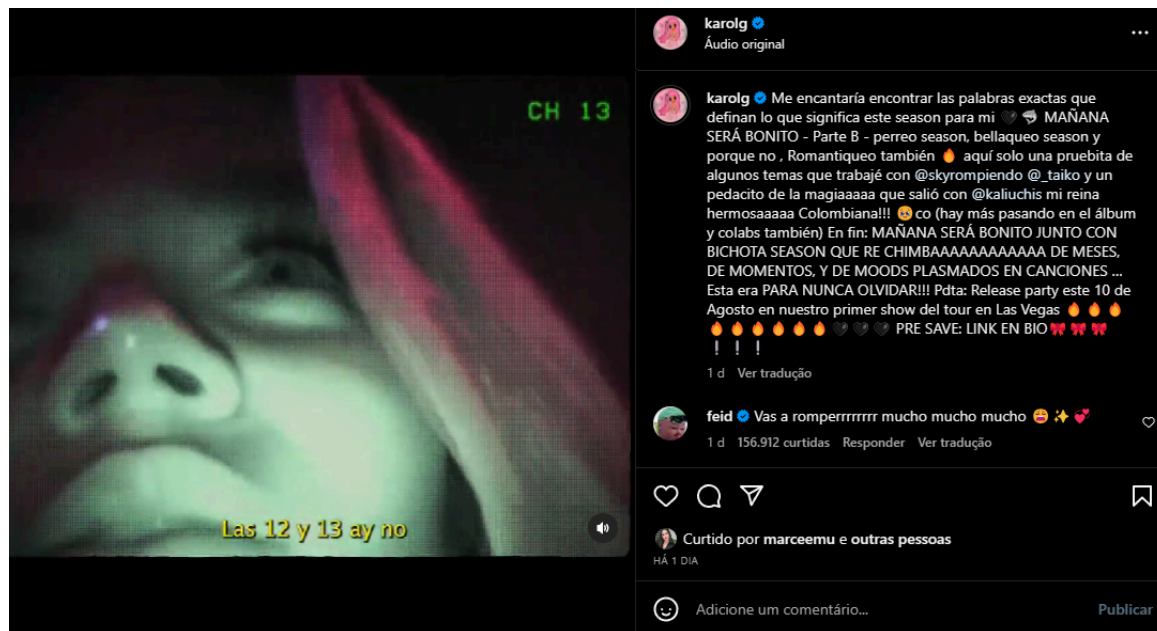 CH 13
Las 12 y 13 ay no
karolg
Áudio original
karolg Me encantaría encontrar las palabras exactas que
definan lo que significa este season para mi 🖤 🦈 MAÑANA
SERÁ BONITO - Parte B - perreo season, bellaqueo season y
porque no , Romantiqueo también 🔥 aquí solo una pruebita de
algunos temas que trabajé con @skyrompiendo @_taiko y un
pedacito de la magiaaaaa que salió con @kaliuchis mi reina
hermosaaaaa Colombiana!!! 🥹co (hay más pasando en el álbum
y colabs también) En fin: MAÑANA SERÁ BONITO JUNTO CON
BICHOTA SEASON QUE RE CHIMBAAAAAAAAAAAA DE MESES,
DE MOMENTOS, Y DE MOODS PLASMADOS EN CANCIONES ...
Esta era PARA NUNCA OLVIDAR!!! Pdta: Release party este 10 de
Agosto en nuestro primer show del tour en Las Vegas 🔥 🔥 🔥
🔥 🔥 🔥 🔥 🔥 🔥 🖤 🖤 🖤 PRE SAVE: LINK EN BIO🎀 🎀 🎀
❕ ❕ ❕
1 d Ver tradução
feid Vas a romperrrrrrrr mucho mucho mucho 😩 ✨ 💞
1 d 156.912 curtidas Responder Ver tradução
Curtido por marceemu e outras pessoas
HÁ 1 DIA
Adicione um comentário...
Publicar